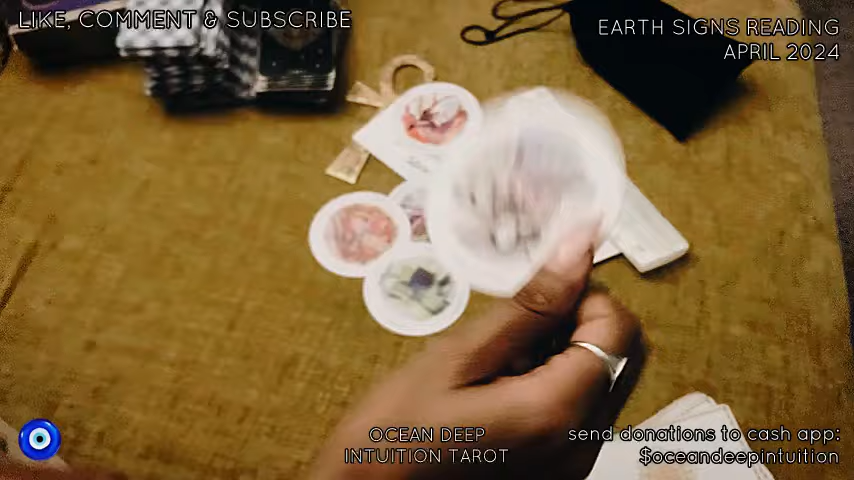 LIKE, COMMENT & SUBSCRIBE
EARTH SIGNS READING
APRIL 2024
OCEAN DEEP
INTUITION TAROT
send donations to cash app:
$oceandeepintuition